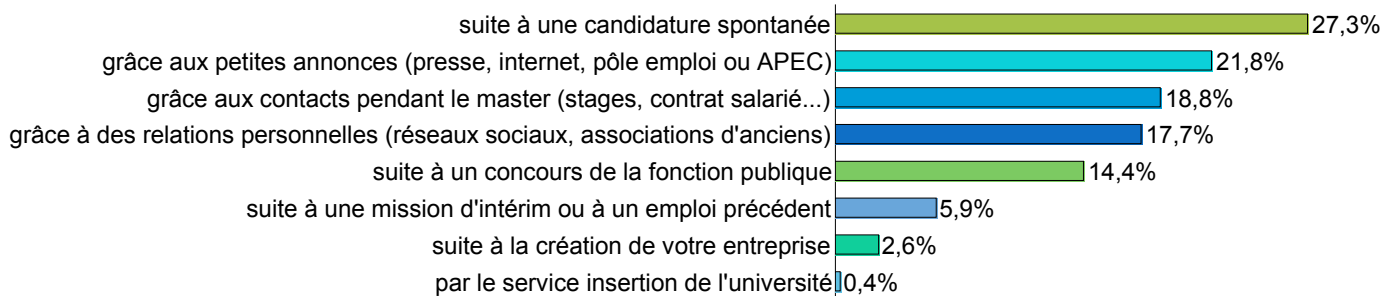 suite à une candidature spontanée 27,3%
grâce aux petites annonces (presse, internet, pôle emploi ou APEC) 21,8%
grâce aux contacts pendant le master (stages, contrat salarié...) 18,8%
grâce à des relations personnelles (réseaux sociaux, associations d'anciens) 17,7%
suite à un concours de la fonction publique 14,4%
suite à une mission d'intérim ou à un emploi précédent 5,9%
suite à la création de votre entreprise 2,6%
par le service insertion de l'université 0,4%